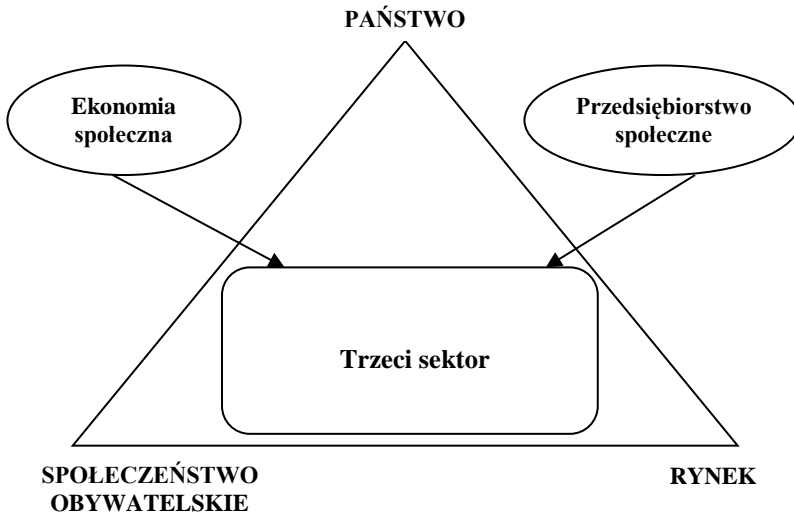 PAŃSTWO
Ekonomia
społeczna
Przedsiębiorstwo
społeczne
Trzeci sektor
SPOŁECZEŃSTWO
OBYWATELSKIE
RYNEK